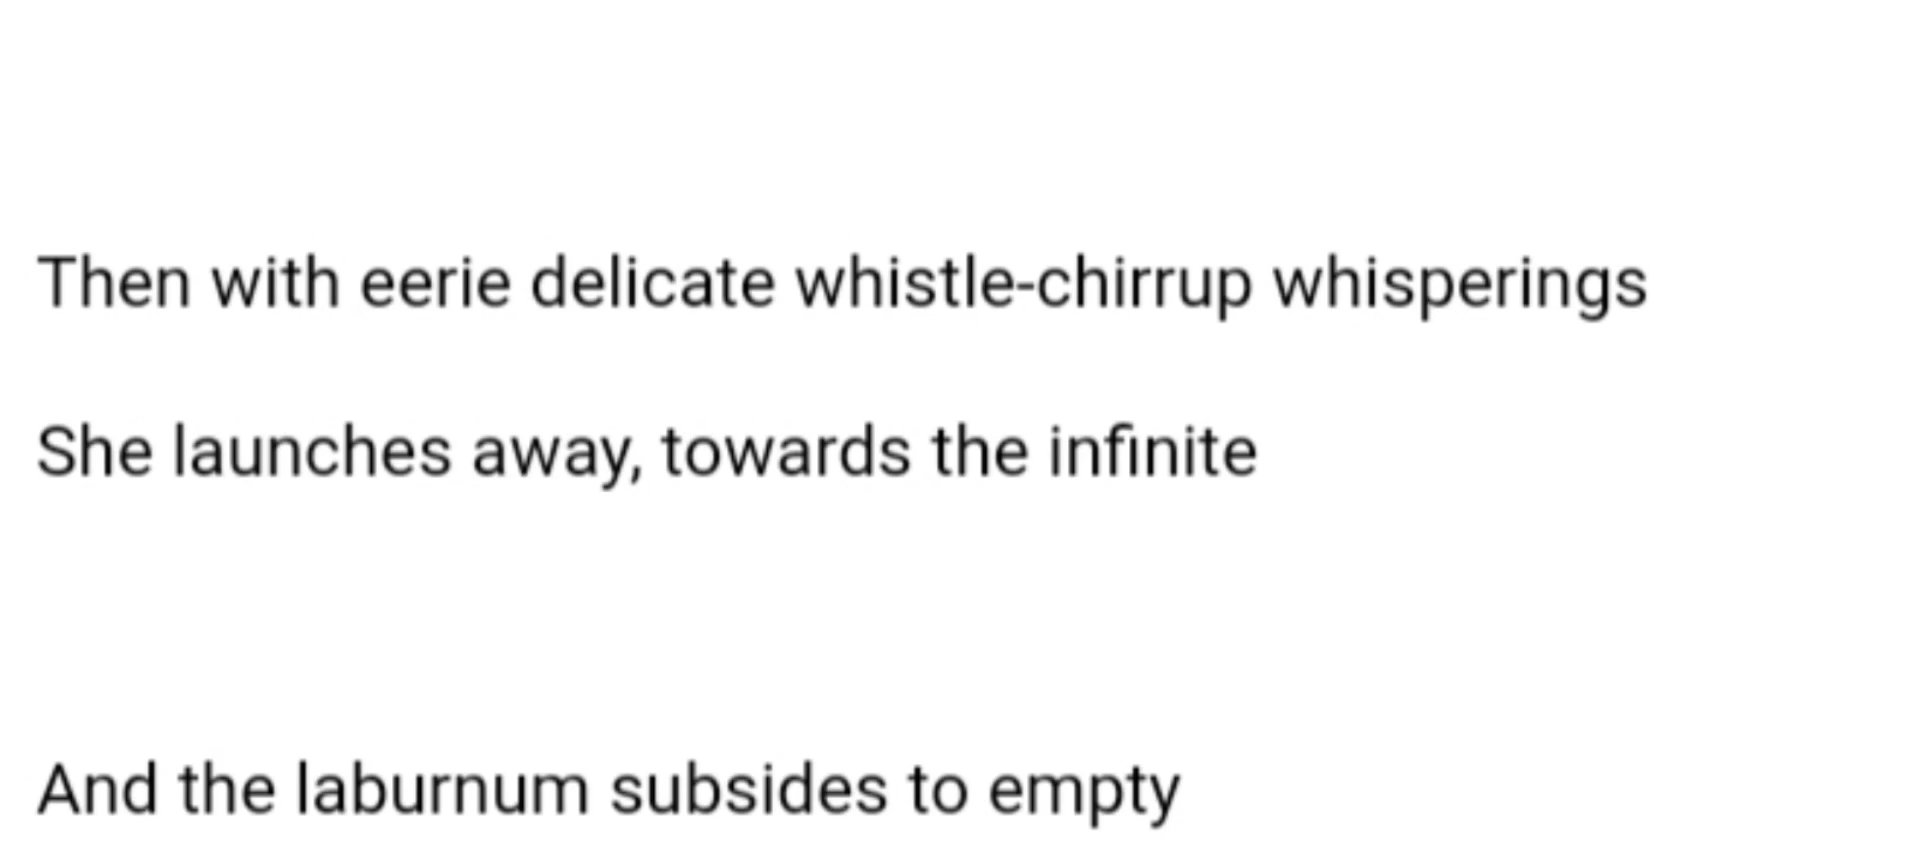 Then with eerie delicate whistle-chirrup whisperings
She launches away, towards the infinite
And the laburnum subsides to empty